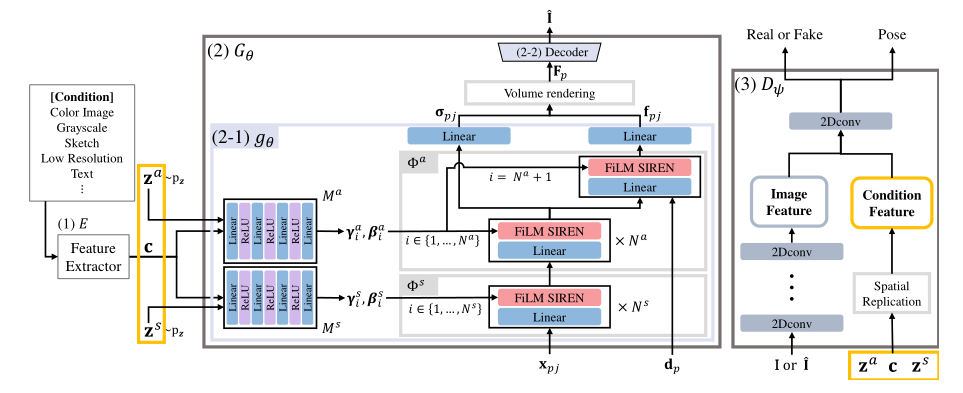 Î
(2) G_θ
(2-2) Decoder
F_p
Volume rendering
σ_pj
f_pj
(2-1) g_θ
Linear
Linear
Φ^a
i = N^a + 1
FiLM SIREN
Linear
[Condition]
Color Image
Grayscale
Sketch
Low Resolution
Text
⋮
z^a ~p_z
(1) E
Feature
Extractor
c
z^s ~p_z
M^a
Linear
ReLU
Linear
ReLU
Linear
ReLU
Linear
γ_i^a, β_i^a
i ∈ {1, ..., N^a}
FiLM SIREN
Linear
× N^a
Linear
ReLU
Linear
ReLU
Linear
ReLU
Linear
M^s
γ_i^s, β_i^s
Φ^s
i ∈ {1, ..., N^s}
FiLM SIREN
Linear
× N^s
x_pj
d_p
Real or Fake
Pose
(3) D_ψ
2Dconv
Image
Feature
Condition
Feature
2Dconv
Spatial
Replication
2Dconv
I or Î
z^a c z^s